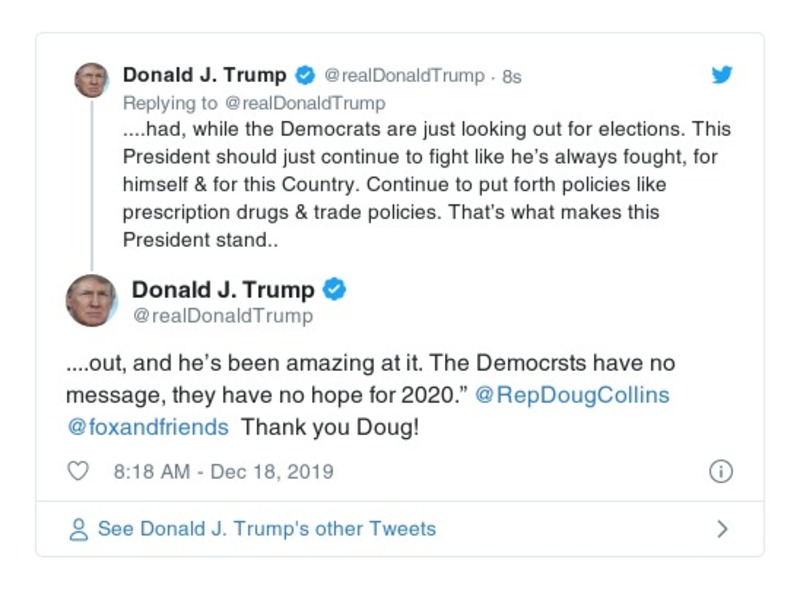 Donald J. Trump @realDonaldTrump · 8s
Replying to @realDonaldTrump
....had, while the Democrats are just looking out for elections. This
President should just continue to fight like he’s always fought, for
himself & for this Country. Continue to put forth policies like
prescription drugs & trade policies. That’s what makes this
President stand..
Donald J. Trump
@realDonaldTrump
....out, and he’s been amazing at it. The Democrsts have no
message, they have no hope for 2020.” @RepDougCollins
@foxandfriends Thank you Doug!
8:18 AM - Dec 18, 2019
See Donald J. Trump's other Tweets